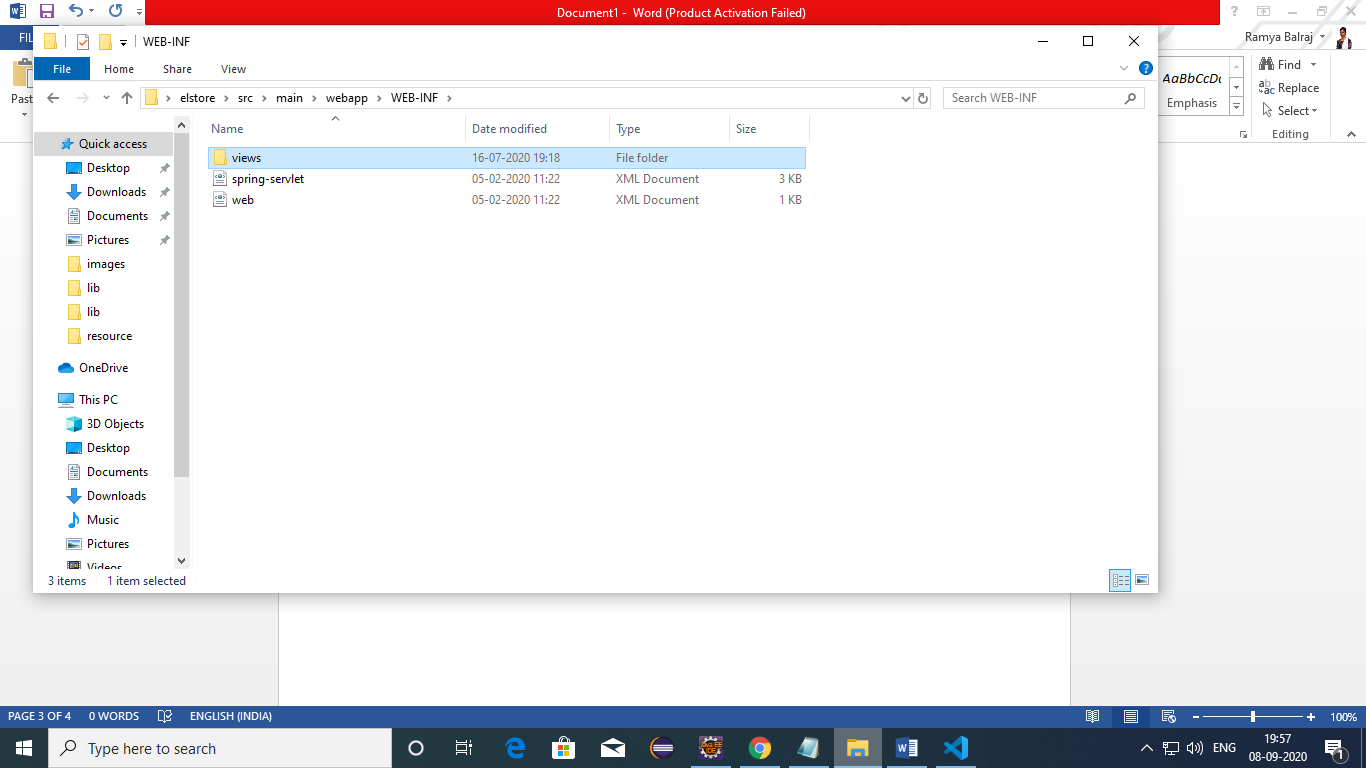 Document1 - Word (Product Activation Failed)
?
FIL
WEB-INF
Ramya Balraj
File Home Share View
?
Past
elstore src main webapp WEB-INF
Search WEB-INF
AaBbCcDc
Emphasis
Find
Replace
Select
Editing
Name Date modified Type Size
views 16-07-2020 19:18 File folder
spring-servlet 05-02-2020 11:22 XML Document 3 KB
web 05-02-2020 11:22 XML Document 1 KB
Quick access
Desktop
Downloads
Documents
Pictures
images
lib
lib
resource
OneDrive
This PC
3D Objects
Desktop
Documents
Downloads
Music
Pictures
Videos
3 items 1 item selected
PAGE 3 OF 4 0 WORDS ENGLISH (INDIA)
100%
Type here to search
ENG
19:57
08-09-2020
1